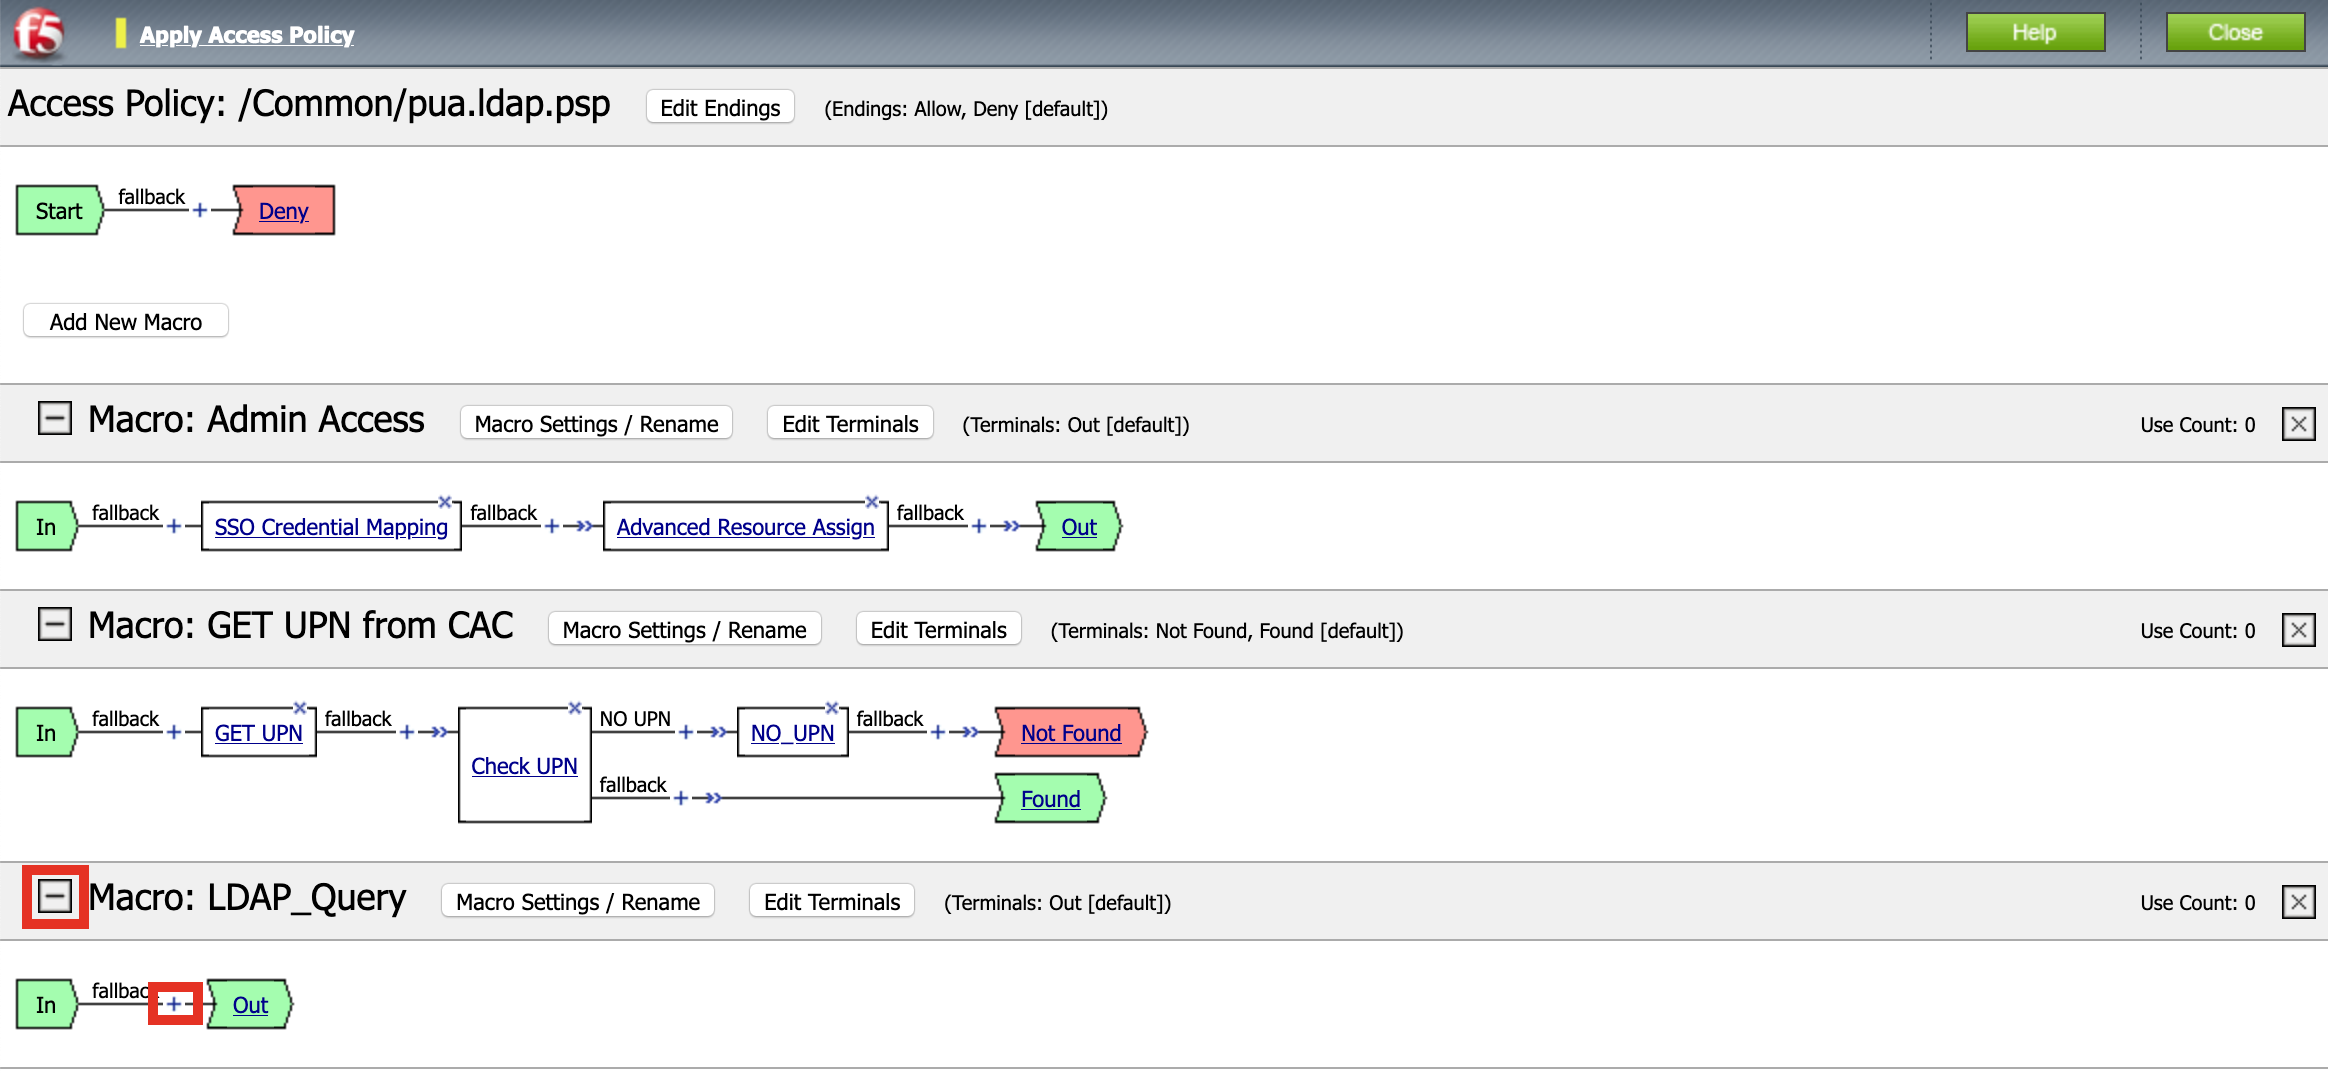 f5 Apply Access Policy Help Close
Access Policy: /Common/pua.ldap.psp Edit Endings (Endings: Allow, Deny [default])
Start fallback + Deny
Add New Macro
Macro: Admin Access Macro Settings / Rename Edit Terminals (Terminals: Out [default]) Use Count: 0
In fallback + SSO Credential Mapping fallback + Advanced Resource Assign fallback + Out
Macro: GET UPN from CAC Macro Settings / Rename Edit Terminals (Terminals: Not Found, Found [default]) Use Count: 0
In fallback + GET UPN fallback + Check UPN NO UPN + NO_UPN fallback + Not Found
fallback + Found
Macro: LDAP_Query Macro Settings / Rename Edit Terminals (Terminals: Out [default]) Use Count: 0
In fallback + Out